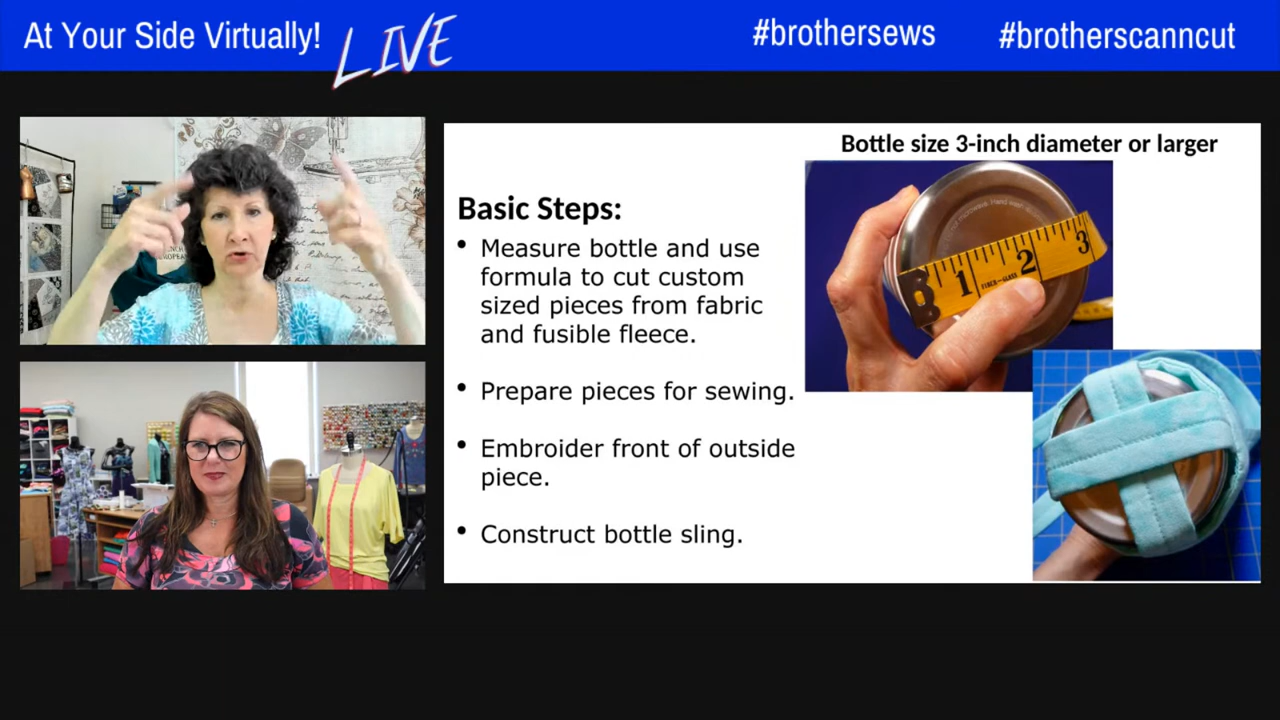 At Your Side Virtually! LIVE
#brothersews
#brotherscanncut
Bottle size 3-inch diameter or larger
Basic Steps:
• Measure bottle and use
formula to cut custom
sized pieces from fabric
and fusible fleece.
• Prepare pieces for sewing.
• Embroider front of outside
piece.
• Construct bottle sling.
1 2 3